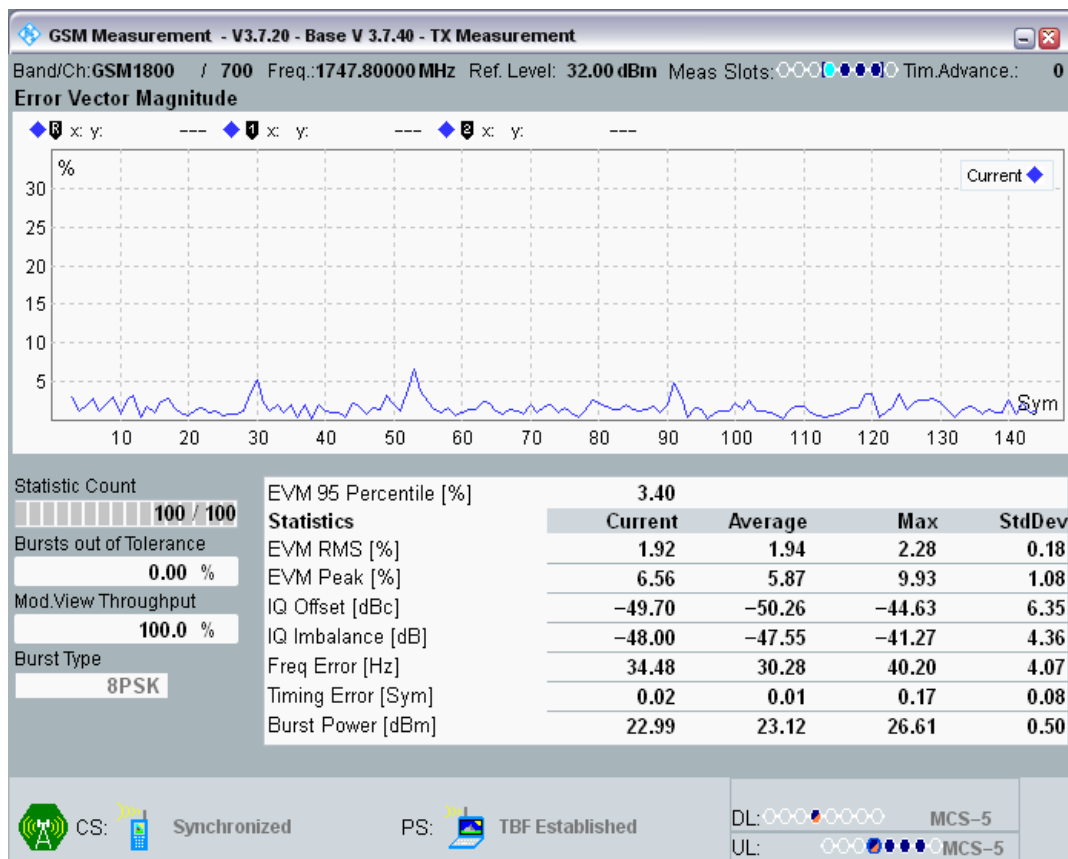 GSM Measurement - V3.7.20 - Base V 3.7.40 - TX Measurement
Band/Ch:GSM1800 / 700 Freq.:1747.80000 MHz Ref. Level: 32.00 dBm Meas Slots: Tim.Advance.: 0
Error Vector Magnitude
R x: y: --- 1 x: y: --- 2 x: y: ---
%
Current
30
25
20
15
10
5
Sym
10 20 30 40 50 60 70 80 90 100 110 120 130 140
Statistic Count
100 / 100
Bursts out of Tolerance
0.00 %
Mod.View Throughput
100.0 %
Burst Type
8PSK
EVM 95 Percentile [%] 3.40
Statistics Current Average Max StdDev
EVM RMS [%] 1.92 1.94 2.28 0.18
EVM Peak [%] 6.56 5.87 9.93 1.08
IQ Offset [dBc] −49.70 −50.26 −44.63 6.35
IQ Imbalance [dB] −48.00 −47.55 −41.27 4.36
Freq Error [Hz] 34.48 30.28 40.20 4.07
Timing Error [Sym] 0.02 0.01 0.17 0.08
Burst Power [dBm] 22.99 23.12 26.61 0.50
CS: Synchronized PS: TBF Established
DL: MCS−5
UL: MCS−5